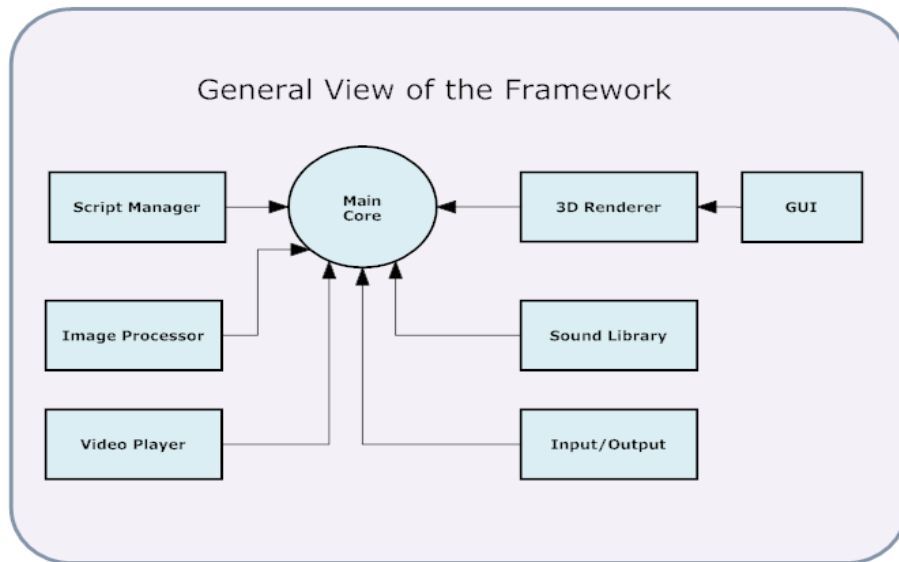 General View of the Framework
Script Manager
Main
Core
3D Renderer
GUI
Image Processor
Sound Library
Video Player
Input/Output